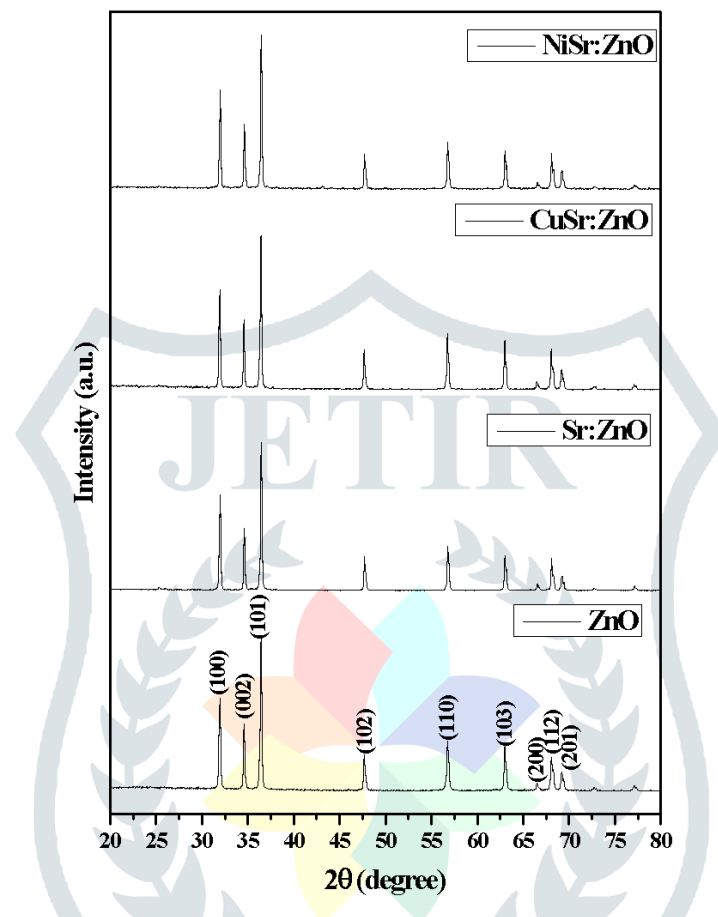 NiSr:ZnO
CuSr:ZnO
Sr:ZnO
ZnO
JETIR
Intensity (a.u.)
(100)
(002)
(101)
(102)
(110)
(103)
(200)
(112)
(201)
20 25 30 35 40 45 50 55 60 65 70 75 80
2θ (degree)